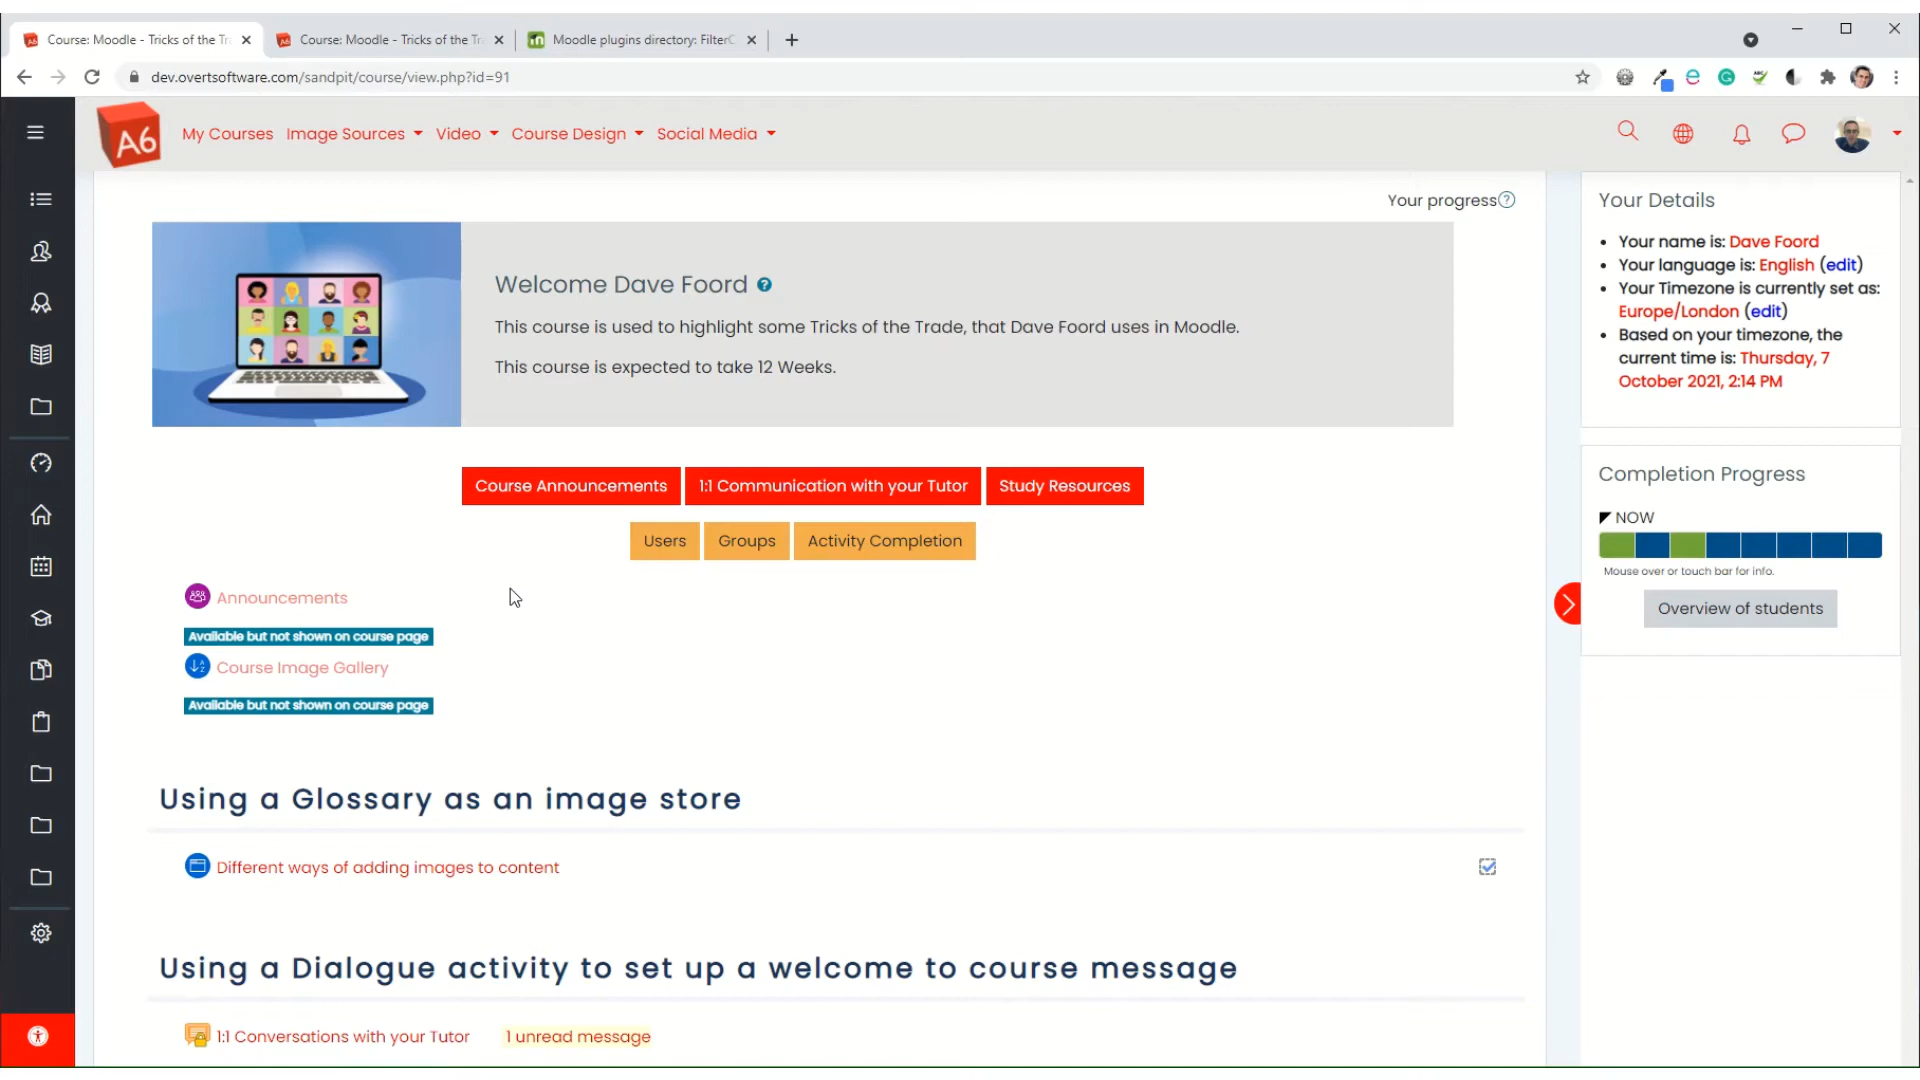 Course: Moodle - Tricks of the Tr
Course: Moodle - Tricks of the Tr
Moodle plugins directory: FilterC
dev.overtsoftware.com/sandpit/course/view.php?id=91
A6
My Courses
Image Sources
Video
Course Design
Social Media
Your progress
Welcome Dave Foord
This course is used to highlight some Tricks of the Trade, that Dave Foord uses in Moodle.
This course is expected to take 12 Weeks.
Course Announcements
1:1 Communication with your Tutor
Study Resources
Users
Groups
Activity Completion
Announcements
Available but not shown on course page
Course Image Gallery
Available but not shown on course page
Using a Glossary as an image store
Different ways of adding images to content
Using a Dialogue activity to set up a welcome to course message
1:1 Conversations with your Tutor
1 unread message
Your Details
Your name is: Dave Foord
Your language is: English (edit)
Your Timezone is currently set as:
Europe/London (edit)
Based on your timezone, the
current time is: Thursday, 7
October 2021, 2:14 PM
Completion Progress
NOW
Mouse over or touch bar for info.
Overview of students